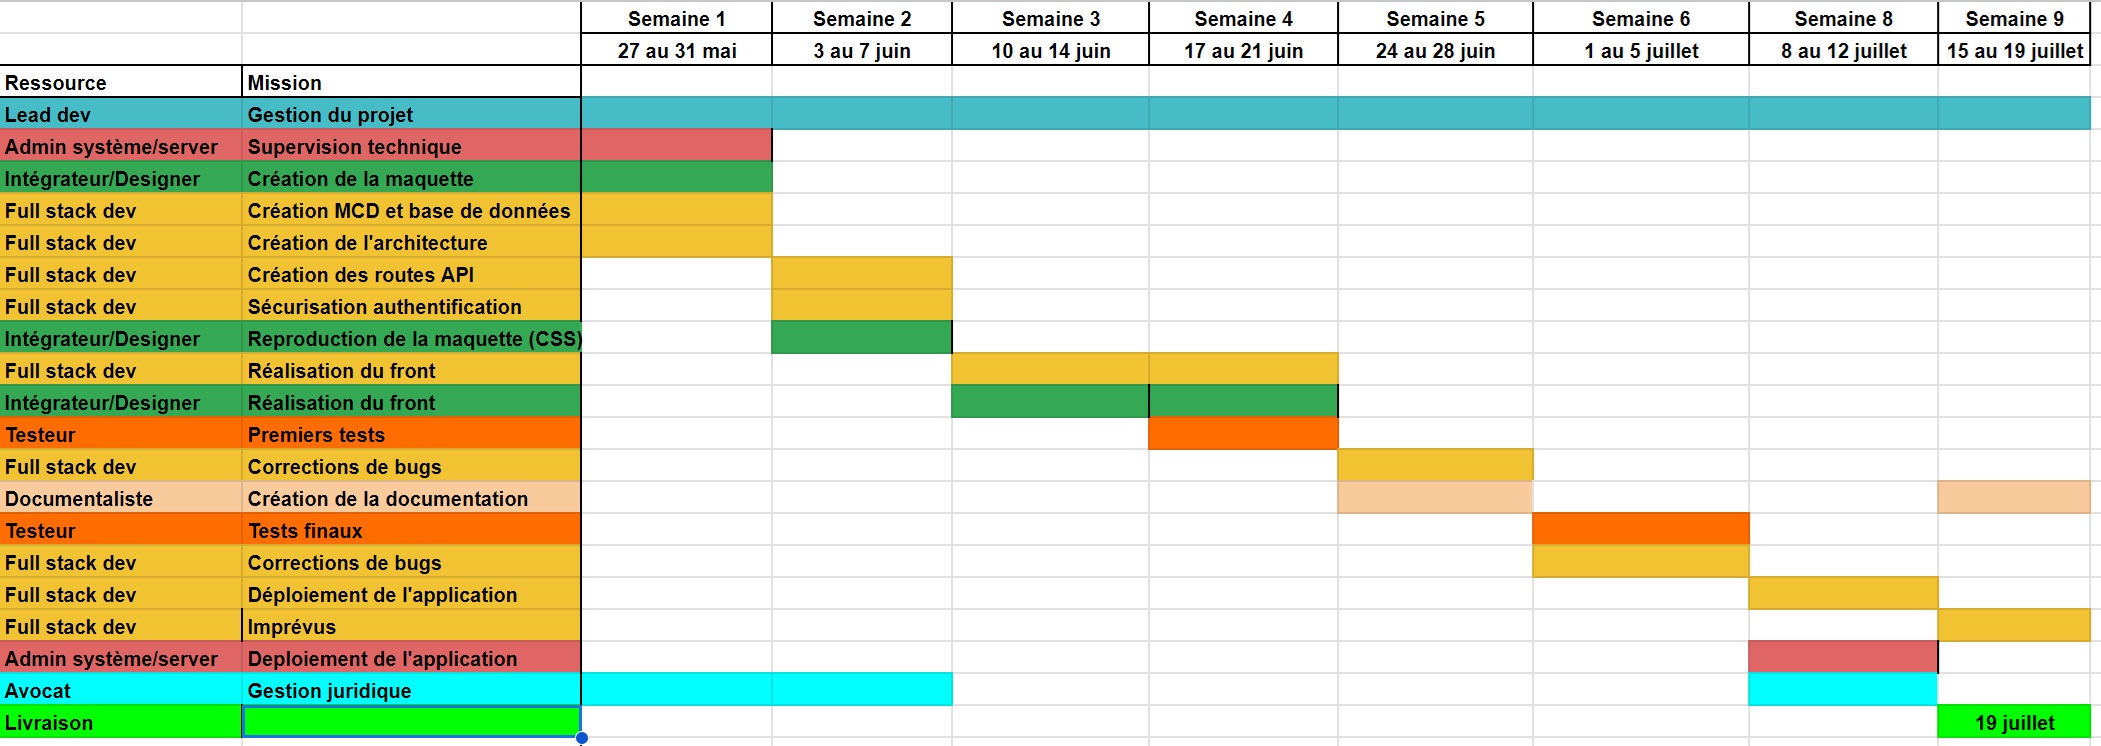 Semaine 1 Semaine 2 Semaine 3 Semaine 4 Semaine 5 Semaine 6 Semaine 8 Semaine 9
27 au 31 mai 3 au 7 juin 10 au 14 juin 17 au 21 juin 24 au 28 juin 1 au 5 juillet 8 au 12 juillet 15 au 19 juillet
Ressource Mission
Lead dev Gestion du projet
Admin système/server Supervision technique
Intégrateur/Designer Création de la maquette
Full stack dev Création MCD et base de données
Full stack dev Création de l'architecture
Full stack dev Création des routes API
Full stack dev Sécurisation authentification
Intégrateur/Designer Reproduction de la maquette (CSS)
Full stack dev Réalisation du front
Intégrateur/Designer Réalisation du front
Testeur Premiers tests
Full stack dev Corrections de bugs
Documentaliste Création de la documentation
Testeur Tests finaux
Full stack dev Corrections de bugs
Full stack dev Déploiement de l'application
Full stack dev Imprévus
Admin système/server Deploiement de l'application
Avocat Gestion juridique
Livraison 19 juillet